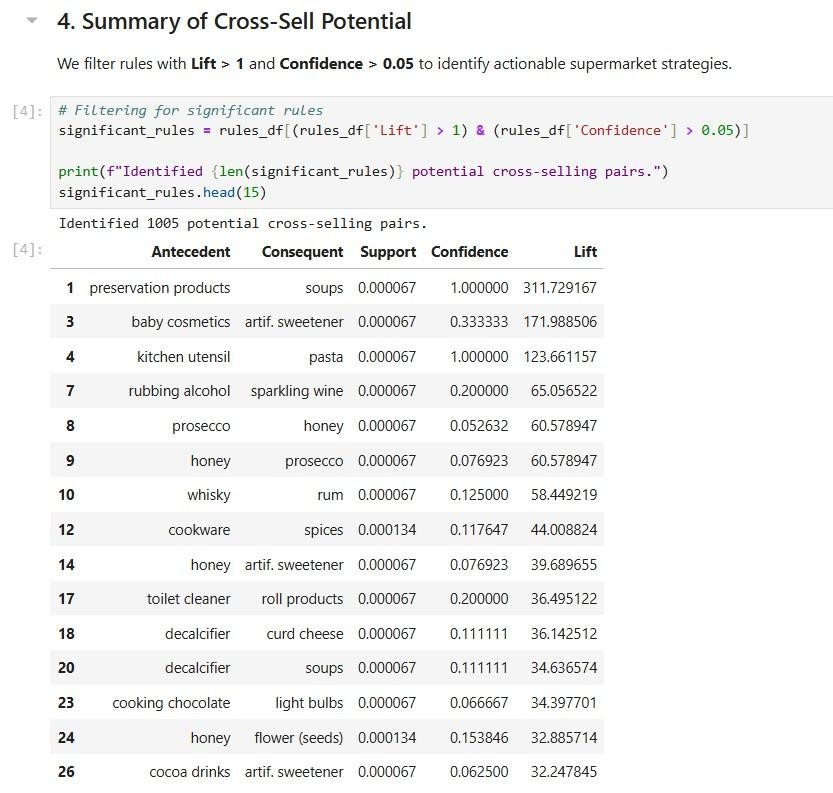 4. Summary of Cross-Sell Potential
We filter rules with Lift > 1 and Confidence > 0.05 to identify actionable supermarket strategies.
[4]: # Filtering for significant rules
significant_rules = rules_df[(rules_df['Lift'] > 1) & (rules_df['Confidence'] > 0.05)]
print(f"Identified {len(significant_rules)} potential cross-selling pairs.")
significant_rules.head(15)
Identified 1005 potential cross-selling pairs.
[4]: Antecedent Consequent Support Confidence Lift
1 preservation products soups 0.000067 1.000000 311.729167
3 baby cosmetics artif. sweetener 0.000067 0.333333 171.988506
4 kitchen utensil pasta 0.000067 1.000000 123.661157
7 rubbing alcohol sparkling wine 0.000067 0.200000 65.056522
8 prosecco honey 0.000067 0.052632 60.578947
9 honey prosecco 0.000067 0.076923 60.578947
10 whisky rum 0.000067 0.125000 58.449219
12 cookware spices 0.000134 0.117647 44.008824
14 honey artif. sweetener 0.000067 0.076923 39.689655
17 toilet cleaner roll products 0.000067 0.200000 36.495122
18 decalcifier curd cheese 0.000067 0.111111 36.142512
20 decalcifier soups 0.000067 0.111111 34.636574
23 cooking chocolate light bulbs 0.000067 0.066667 34.397701
24 honey flower (seeds) 0.000134 0.153846 32.885714
26 cocoa drinks artif. sweetener 0.000067 0.062500 32.247845